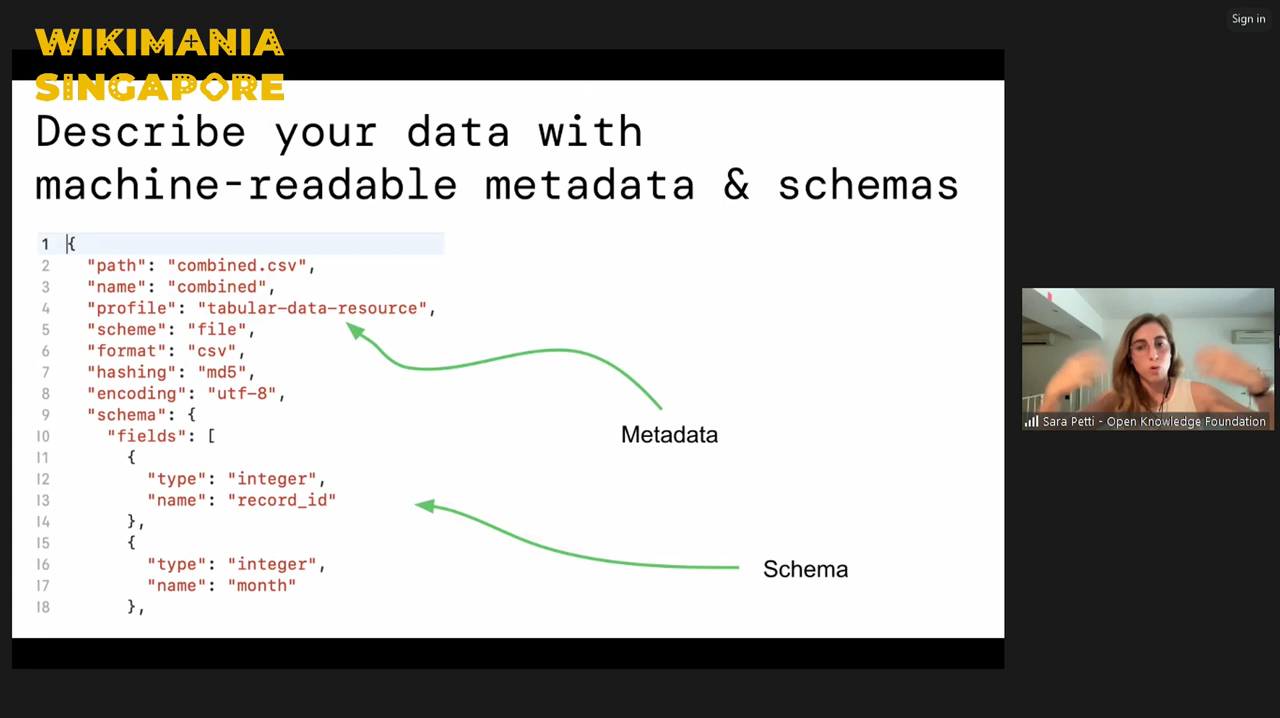 Sign in
WIKIMANIA
SINGAPORE
Describe your data with
machine-readable metadata & schemas
1 {
2 "path": "combined.csv",
3 "name": "combined",
4 "profile": "tabular-data-resource",
5 "scheme": "file",
6 "format": "csv",
7 "hashing": "md5",
8 "encoding": "utf-8",
9 "schema": {
10 "fields": [
11 {
12 "type": "integer",
13 "name": "record_id"
14 },
15 {
16 "type": "integer",
17 "name": "month"
18 },
Metadata
Schema
Sara Petti - Open Knowledge Foundation